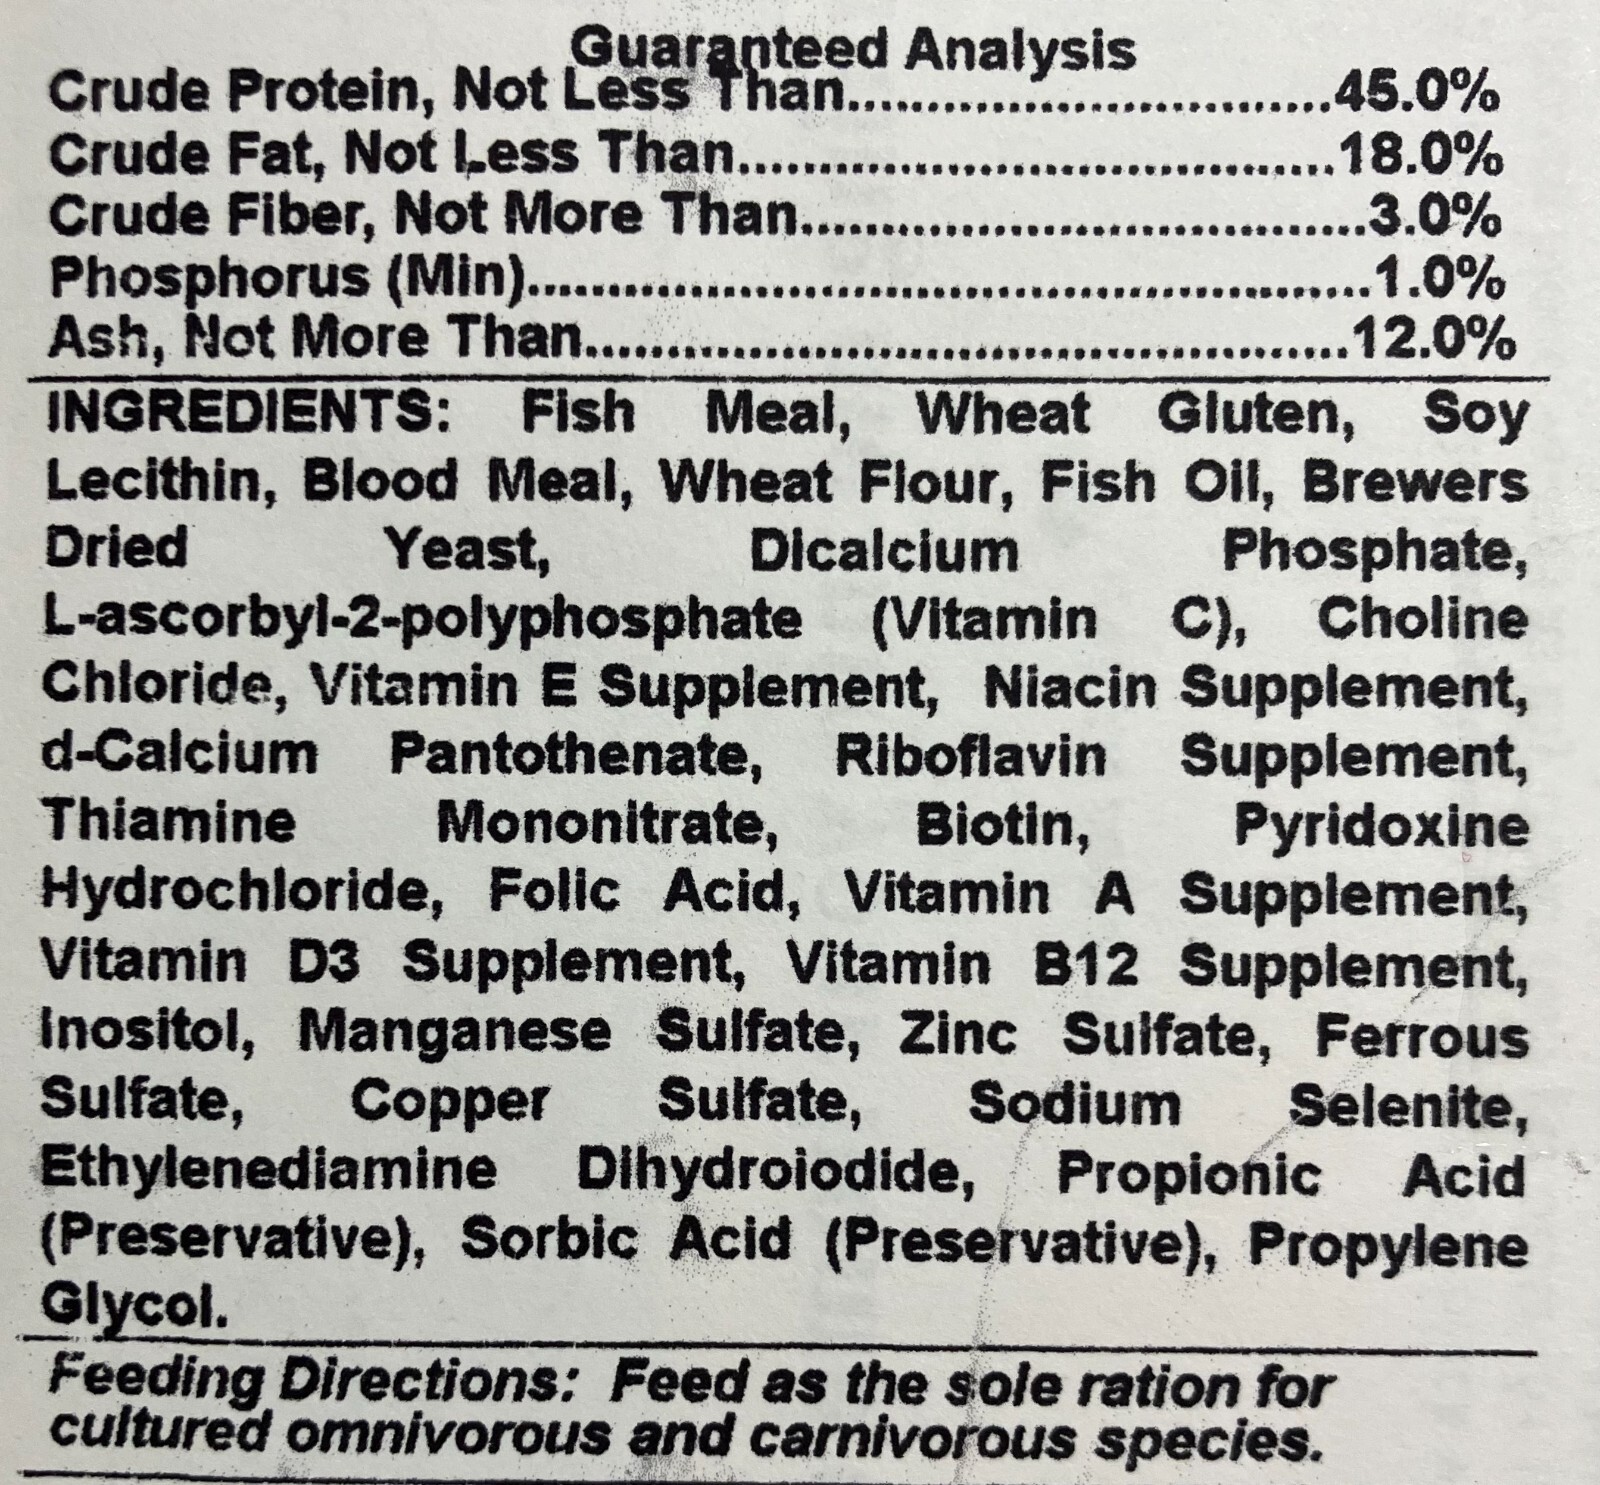 Guaranteed Analysis
Crude Protein, Not Less Than..............................45.0%
Crude Fat, Not Less Than.....................................18.0%
Crude Fiber, Not More Than...................................3.0%
Phosphorus (Min)....................................................1.0%
Ash, Not More Than...............................................12.0%
INGREDIENTS: Fish Meal, Wheat Gluten, Soy
Lecithin, Blood Meal, Wheat Flour, Fish Oil, Brewers
Dried Yeast, Dicalcium Phosphate,
L-ascorbyl-2-polyphosphate (Vitamin C), Choline
Chloride, Vitamin E Supplement, Niacin Supplement,
d-Calcium Pantothenate, Riboflavin Supplement,
Thiamine Mononitrate, Biotin, Pyridoxine
Hydrochloride, Folic Acid, Vitamin A Supplement,
Vitamin D3 Supplement, Vitamin B12 Supplement,
Inositol, Manganese Sulfate, Zinc Sulfate, Ferrous
Sulfate, Copper Sulfate, Sodium Selenite,
Ethylenediamine Dihydroiodide, Propionic Acid
(Preservative), Sorbic Acid (Preservative), Propylene
Glycol.
Feeding Directions: Feed as the sole ration for
cultured omnivorous and carnivorous species.